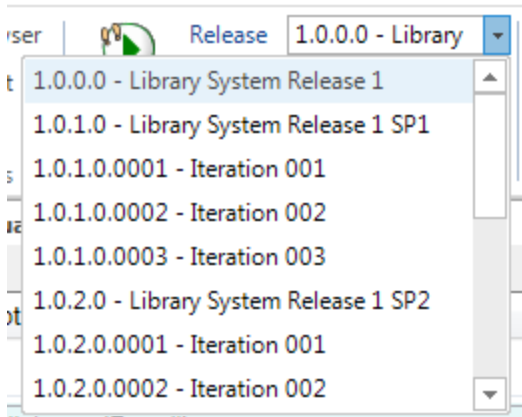 Release 1.0.0.0 - Library
1.0.0.0 - Library System Release 1
1.0.1.0 - Library System Release 1 SP1
1.0.1.0.0001 - Iteration 001
1.0.1.0.0002 - Iteration 002
1.0.1.0.0003 - Iteration 003
1.0.2.0 - Library System Release 1 SP2
1.0.2.0.0001 - Iteration 001
1.0.2.0.0002 - Iteration 002